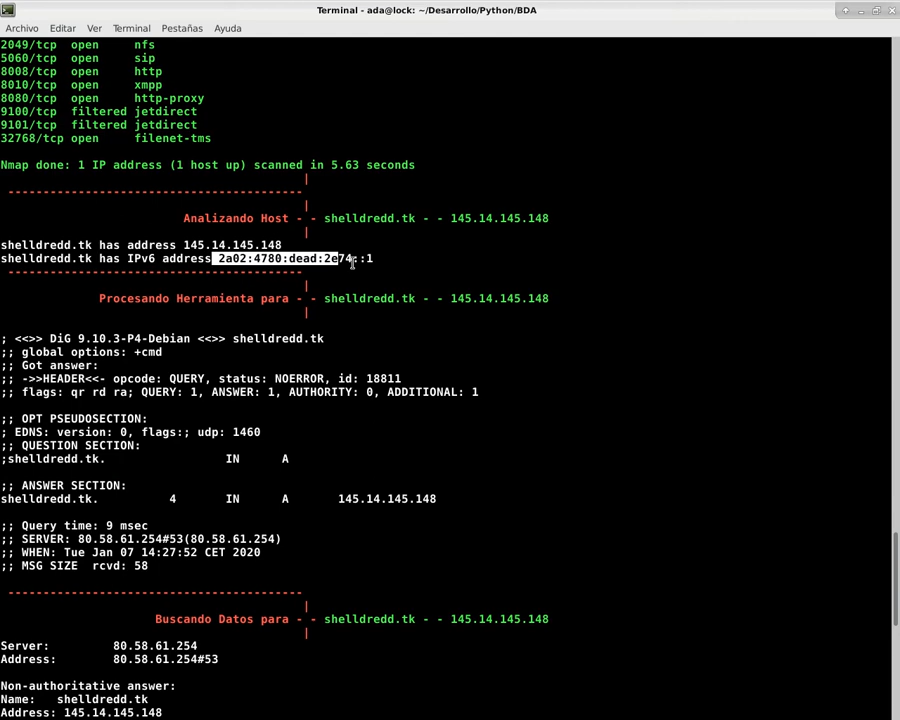 Terminal - ada@lock: ~/Desarrollo/Python/BDA
Archivo Editar Ver Terminal Pestañas Ayuda
2049/tcp open nfs
5060/tcp open sip
8008/tcp open http
8010/tcp open xmpp
8080/tcp open http-proxy
9100/tcp filtered jetdirect
9101/tcp filtered jetdirect
32768/tcp open filenet-tms
Nmap done: 1 IP address (1 host up) scanned in 5.63 seconds
|
------------------------------------------
|
Analizando Host - - shelldredd.tk - - 145.14.145.148
|
shelldredd.tk has address 145.14.145.148
shelldredd.tk has IPv6 address 2a02:4780:dead:2e74::1
------------------------------------------
|
Procesando Herramienta para - - shelldredd.tk - - 145.14.145.148
|
; <<>> DiG 9.10.3-P4-Debian <<>> shelldredd.tk
;; global options: +cmd
;; Got answer:
;; ->>HEADER<<- opcode: QUERY, status: NOERROR, id: 18811
;; flags: qr rd ra; QUERY: 1, ANSWER: 1, AUTHORITY: 0, ADDITIONAL: 1
;; OPT PSEUDOSECTION:
; EDNS: version: 0, flags:; udp: 1460
;; QUESTION SECTION:
;shelldredd.tk. IN A
;; ANSWER SECTION:
shelldredd.tk. 4 IN A 145.14.145.148
;; Query time: 9 msec
;; SERVER: 80.58.61.254#53(80.58.61.254)
;; WHEN: Tue Jan 07 14:27:52 CET 2020
;; MSG SIZE rcvd: 58
------------------------------------------
|
Buscando Datos para - - shelldredd.tk - - 145.14.145.148
|
Server: 80.58.61.254
Address: 80.58.61.254#53
Non-authoritative answer:
Name: shelldredd.tk
Address: 145.14.145.148